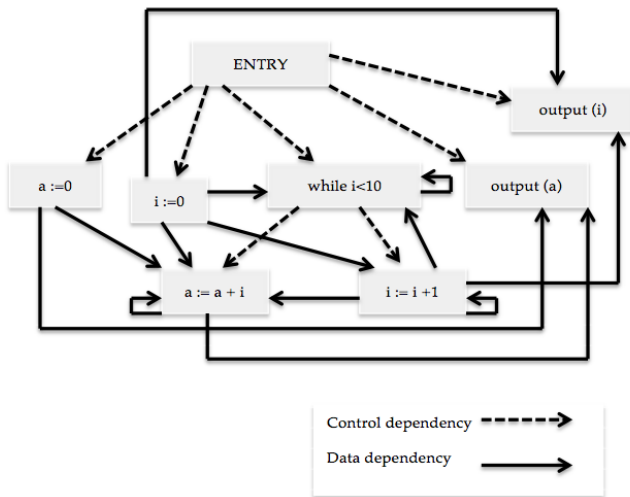 ENTRY
output (i)
a :=0
i :=0
while i<10
output (a)
a := a + i
i := i +1
Control dependency
Data dependency